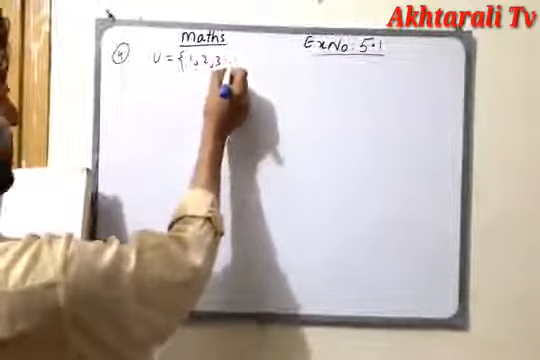 Akhtarali Tv
Maths
Ex No: 5.1
4 U = {1, 2, 3